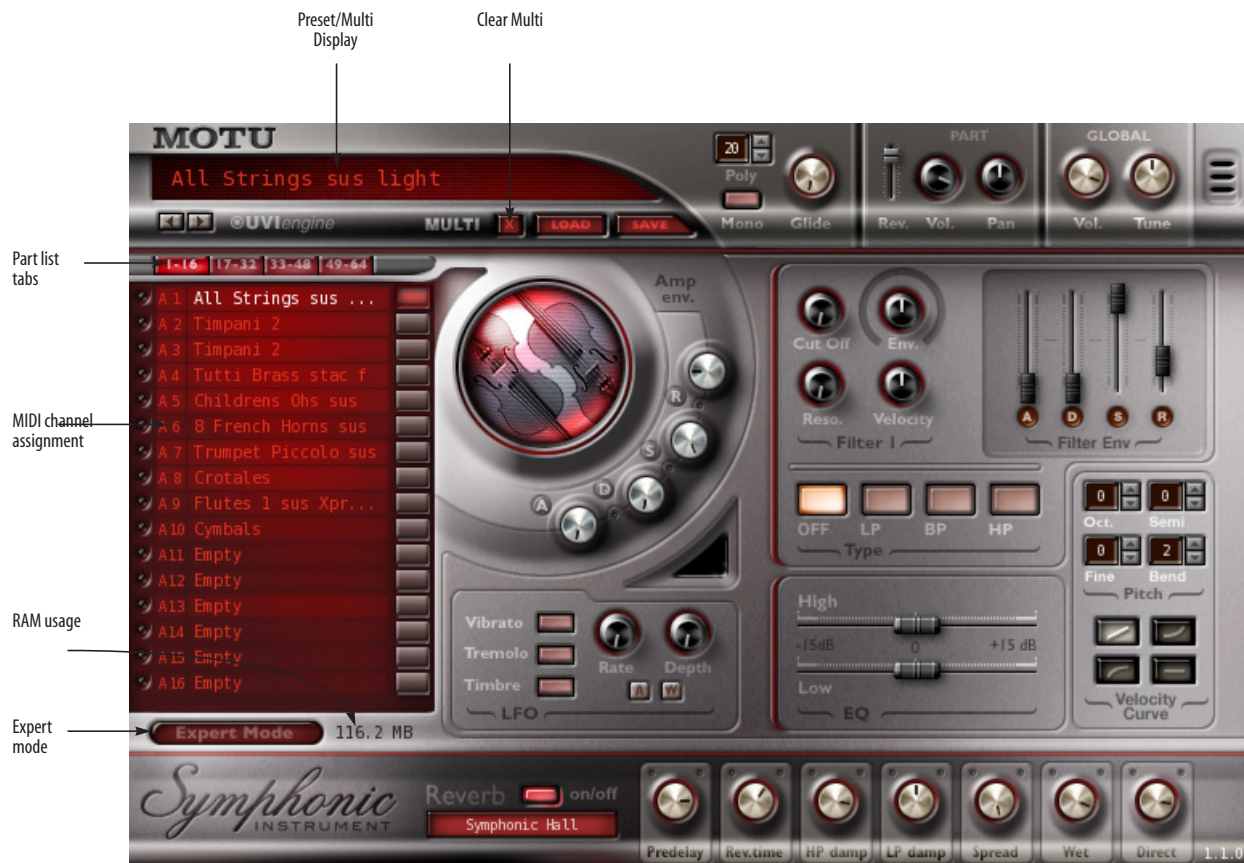 Preset/Multi
Display
Clear Multi
MOTU
All Strings sus light
UVIengine
MULTI X LOAD SAVE
20
Poly
Mono
Glide
PART
Rev. Vol. Pan
GLOBAL
Vol. Tune
Part list
tabs
1-16 17-32 33-48 49-64
A 1 All Strings sus ...
A 2 Timpani 2
A 3 Timpani 2
A 4 Tutti Brass stac f
A 5 Childrens Ohs sus
MIDI channel
assignment
A 6 8 French Horns sus
A 7 Trumpet Piccolo sus
A 8 Crotales
A 9 Flutes 1 sus Xpr...
A10 Cymbals
A11 Empty
A12 Empty
A13 Empty
A14 Empty
A15 Empty
A16 Empty
RAM usage
Expert
mode
Expert Mode
116.2 MB
Amp
env.
R
S
D
A
Cut Off Env.
Reso. Velocity
Filter 1
A D S R
Filter Env
OFF LP BP HP
Type
0 0
Oct. Semi
0 2
Fine Bend
Pitch
Vibrato
Tremolo
Timbre
Rate Depth
A W
LFO
High
-15dB 0 +15 dB
Low
EQ
Velocity
Curve
Symphonic
INSTRUMENT
Reverb on/off
Symphonic Hall
Predelay Rev.time HP damp LP damp Spread Wet Direct
1.1.0